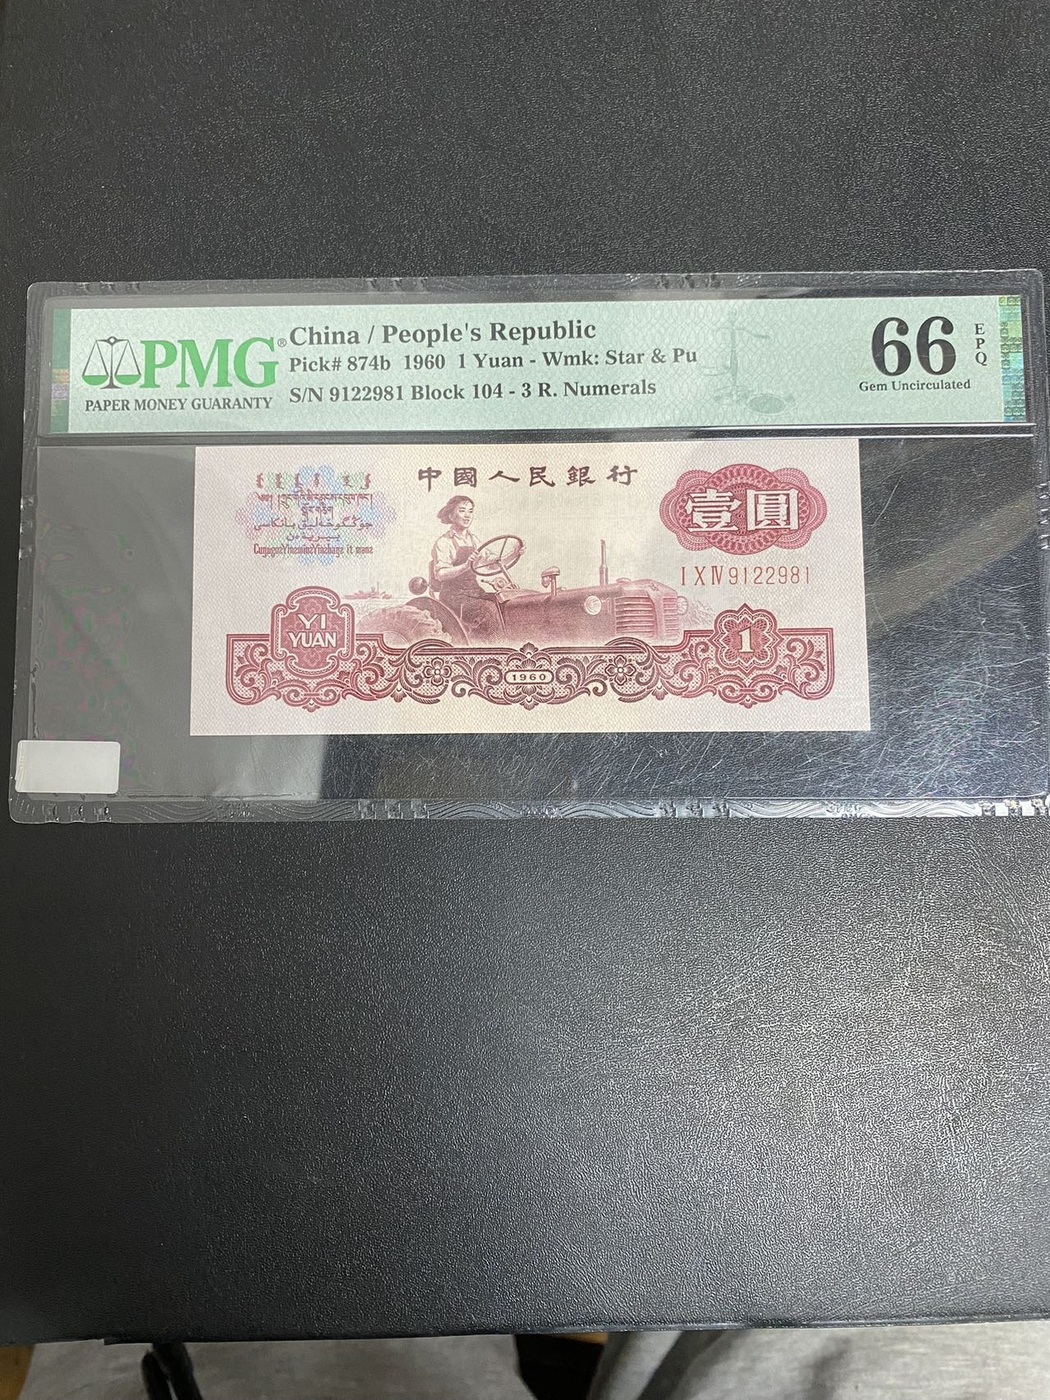 PMG®
PAPER MONEY GUARANTY
China / People's Republic
Pick# 874b 1960 1 Yuan - Wmk: Star & Pu
S/N 9122981 Block 104 - 3 R. Numerals
66
EPQ
Gem Uncirculated
中國人民銀行
壹圓
I X IV 9122981
YI
YUAN
1960
1